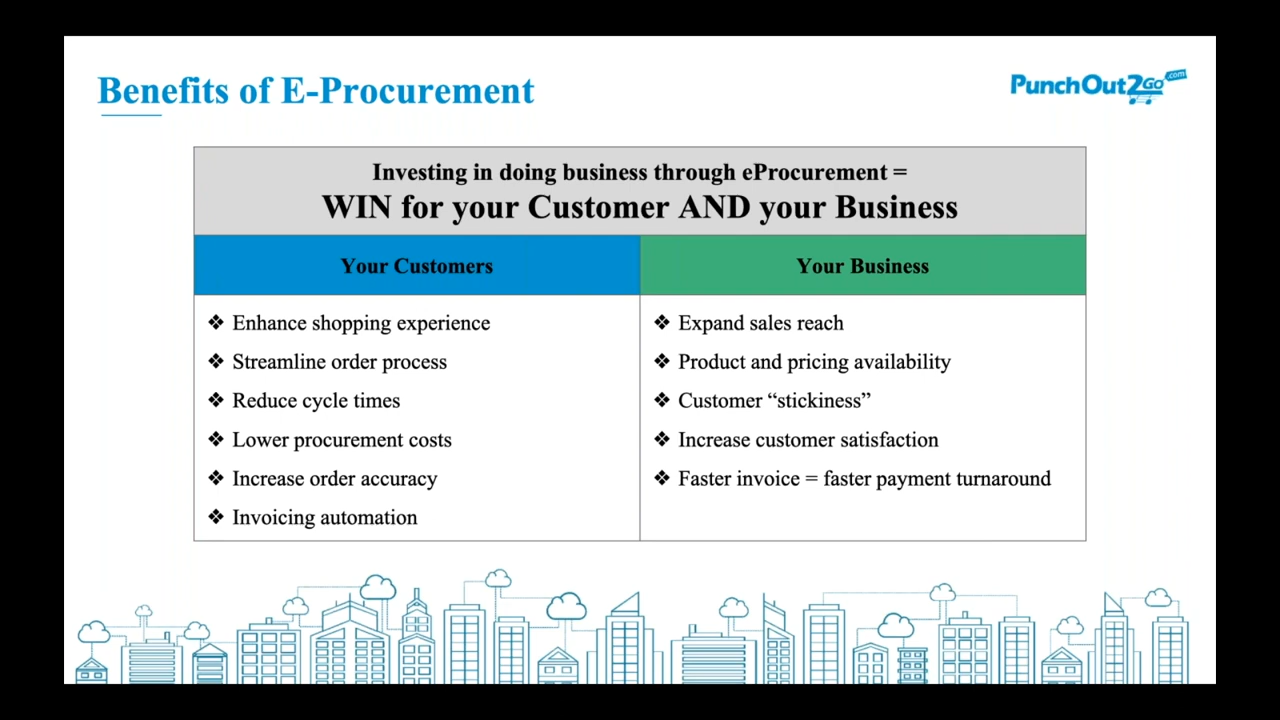 Benefits of E-Procurement
PunchOut2Go.com
Investing in doing business through eProcurement =
WIN for your Customer AND your Business
Your Customers
Your Business
❖ Enhance shopping experience
❖ Streamline order process
❖ Reduce cycle times
❖ Lower procurement costs
❖ Increase order accuracy
❖ Invoicing automation
❖ Expand sales reach
❖ Product and pricing availability
❖ Customer “stickiness”
❖ Increase customer satisfaction
❖ Faster invoice = faster payment turnaround